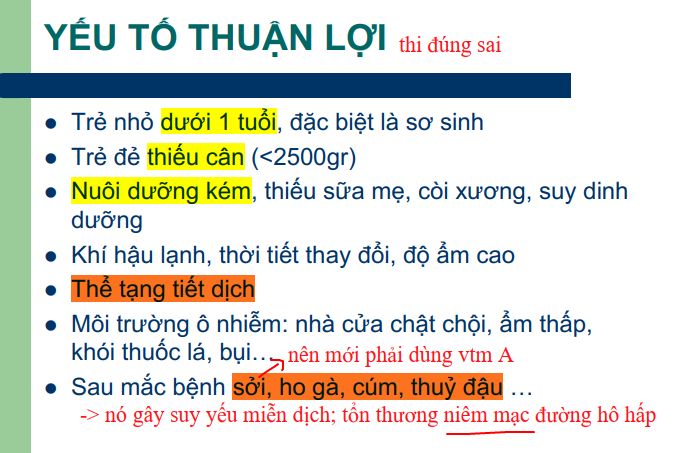 YẾU TỐ THUẬN LỢI thi đúng sai
● Trẻ nhỏ dưới 1 tuổi, đặc biệt là sơ sinh
● Trẻ đẻ thiếu cân (<2500gr)
● Nuôi dưỡng kém, thiếu sữa mẹ, còi xương, suy dinh
dưỡng
● Khí hậu lạnh, thời tiết thay đổi, độ ẩm cao
● Thể tạng tiết dịch
● Môi trường ô nhiễm: nhà cửa chật chội, ẩm thấp,
khói thuốc lá, bụi… nên mới phải dùng vtm A
● Sau mắc bệnh sởi, ho gà, cúm, thuỷ đậu …
-> nó gây suy yếu miễn dịch; tổn thương niêm mạc đường hô hấp